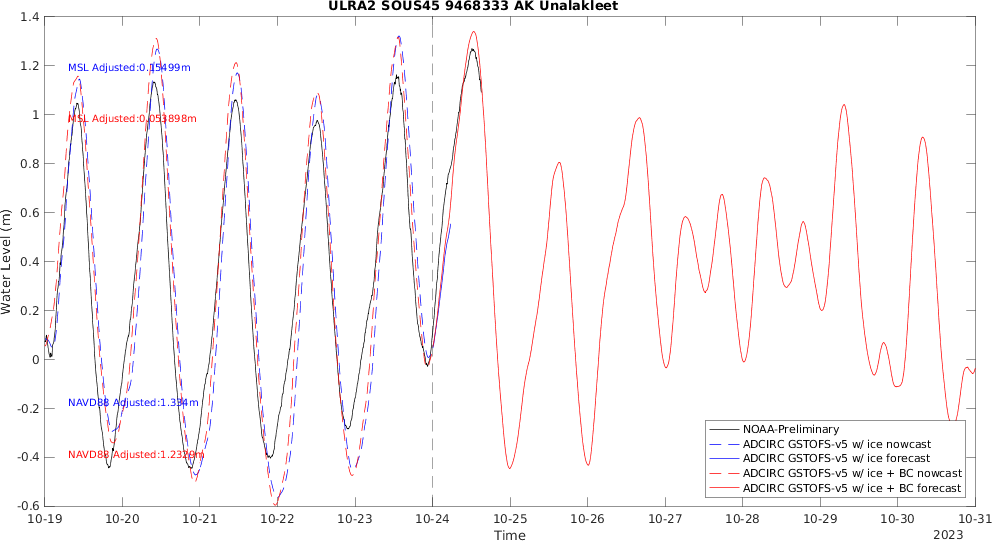 ULRA2 SOUS45 9468333 AK Unalakleet
1.4
1.2
1
0.8
0.6
0.4
0.2
0
-0.2
-0.4
-0.6
Water Level (m)
MSL Adjusted:0.15499m
MSL Adjusted:0.053898m
NAVD88 Adjusted:1.334m
NAVD88 Adjusted:1.2329m
NOAA-Preliminary
ADCIRC GSTOFS-v5 w/ ice nowcast
ADCIRC GSTOFS-v5 w/ ice forecast
ADCIRC GSTOFS-v5 w/ ice + BC nowcast
ADCIRC GSTOFS-v5 w/ ice + BC forecast
10-19 10-20 10-21 10-22 10-23 10-24 10-25 10-26 10-27 10-28 10-29 10-30 10-31
Time
2023